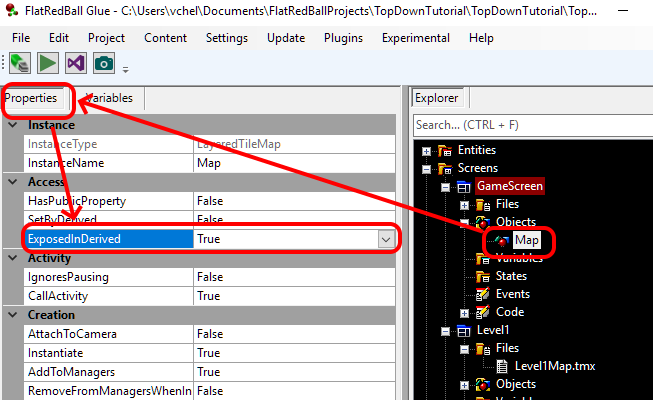 FlatRedBall Glue - C:\Users\vchel\Documents\FlatRedBallProjects\TopDownTutorial\TopDownTutorial\Top...
File Edit Project Content Settings Update Plugins Experimental Help
Properties Variables
Instance
InstanceType LayeredTileMap
InstanceName Map
Access
HasPublicProperty False
SetByDerived False
ExposedInDerived True
Activity
IgnoresPausing False
CallActivity True
Creation
AttachToCamera False
Instantiate True
AddToManagers True
RemoveFromManagersWhenIn False
Explorer
Search... (CTRL + F)
Entities
Screens
GameScreen
Files
Objects
Map
Variables
States
Events
Code
Level1
Files
Level1Map.tmx
Objects